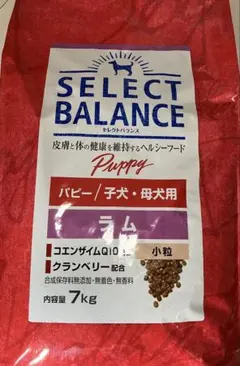 SELECT
BALANCE
セレクトバランス
皮膚と体の健康を維持するヘルシーフード
Puppy
パピー/子犬・母犬用
ラム
コエンザイムQ10
小粒
クランベリー配合
合成保存料無添加・無着色・無香料
内容量 7kg